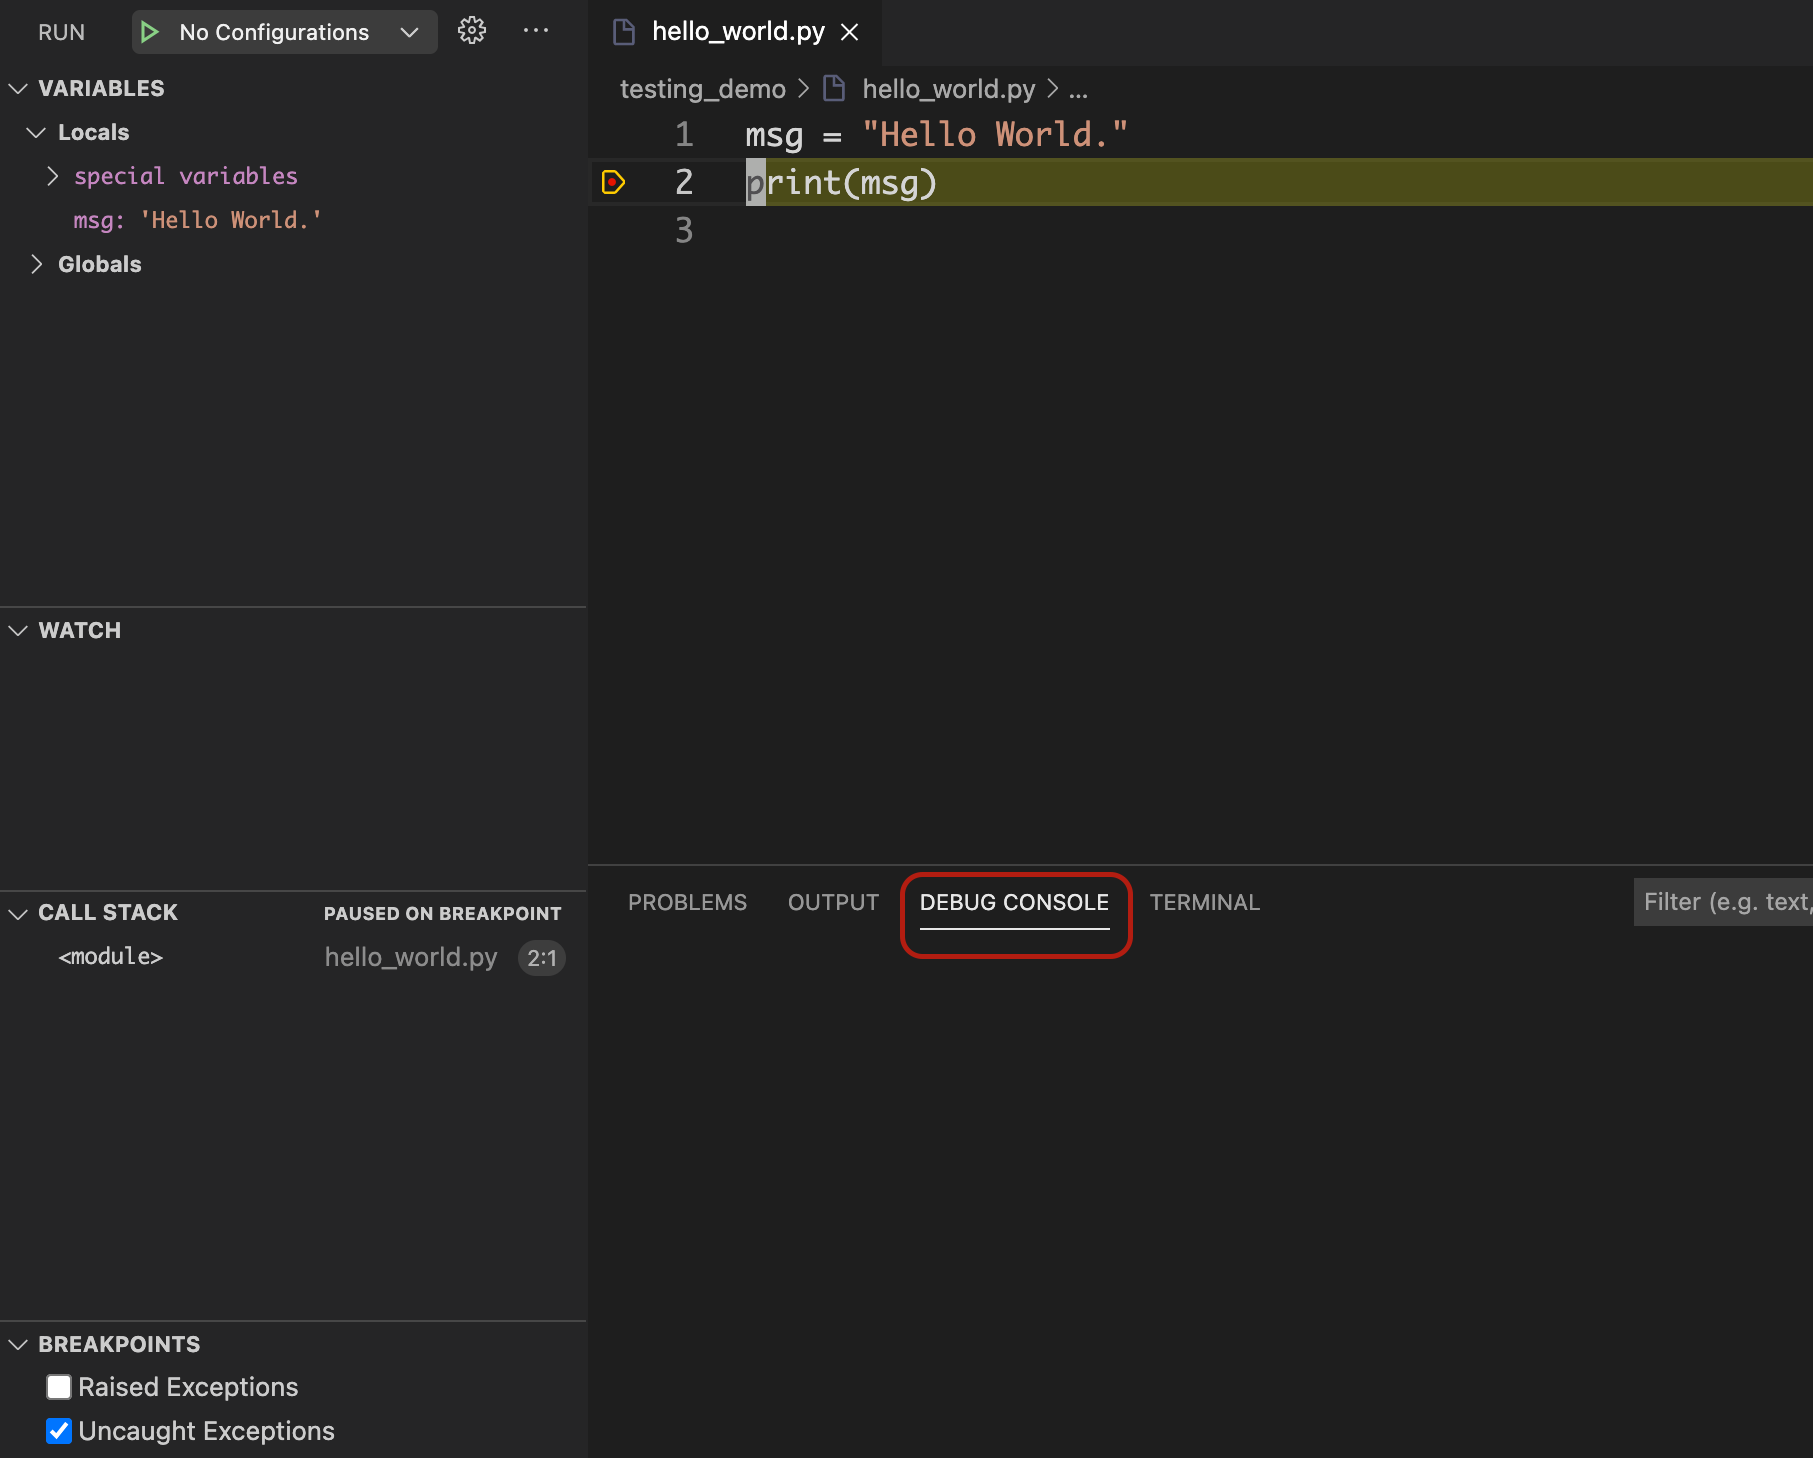 RUN
No Configurations
...
VARIABLES
Locals
special variables
msg: 'Hello World.'
Globals
WATCH
CALL STACK
PAUSED ON BREAKPOINT
<module>
hello_world.py
2:1
BREAKPOINTS
Raised Exceptions
Uncaught Exceptions
hello_world.py
testing_demo > hello_world.py > ...
1 msg = "Hello World."
2 print(msg)
3
PROBLEMS
OUTPUT
DEBUG CONSOLE
TERMINAL
Filter (e.g. text,